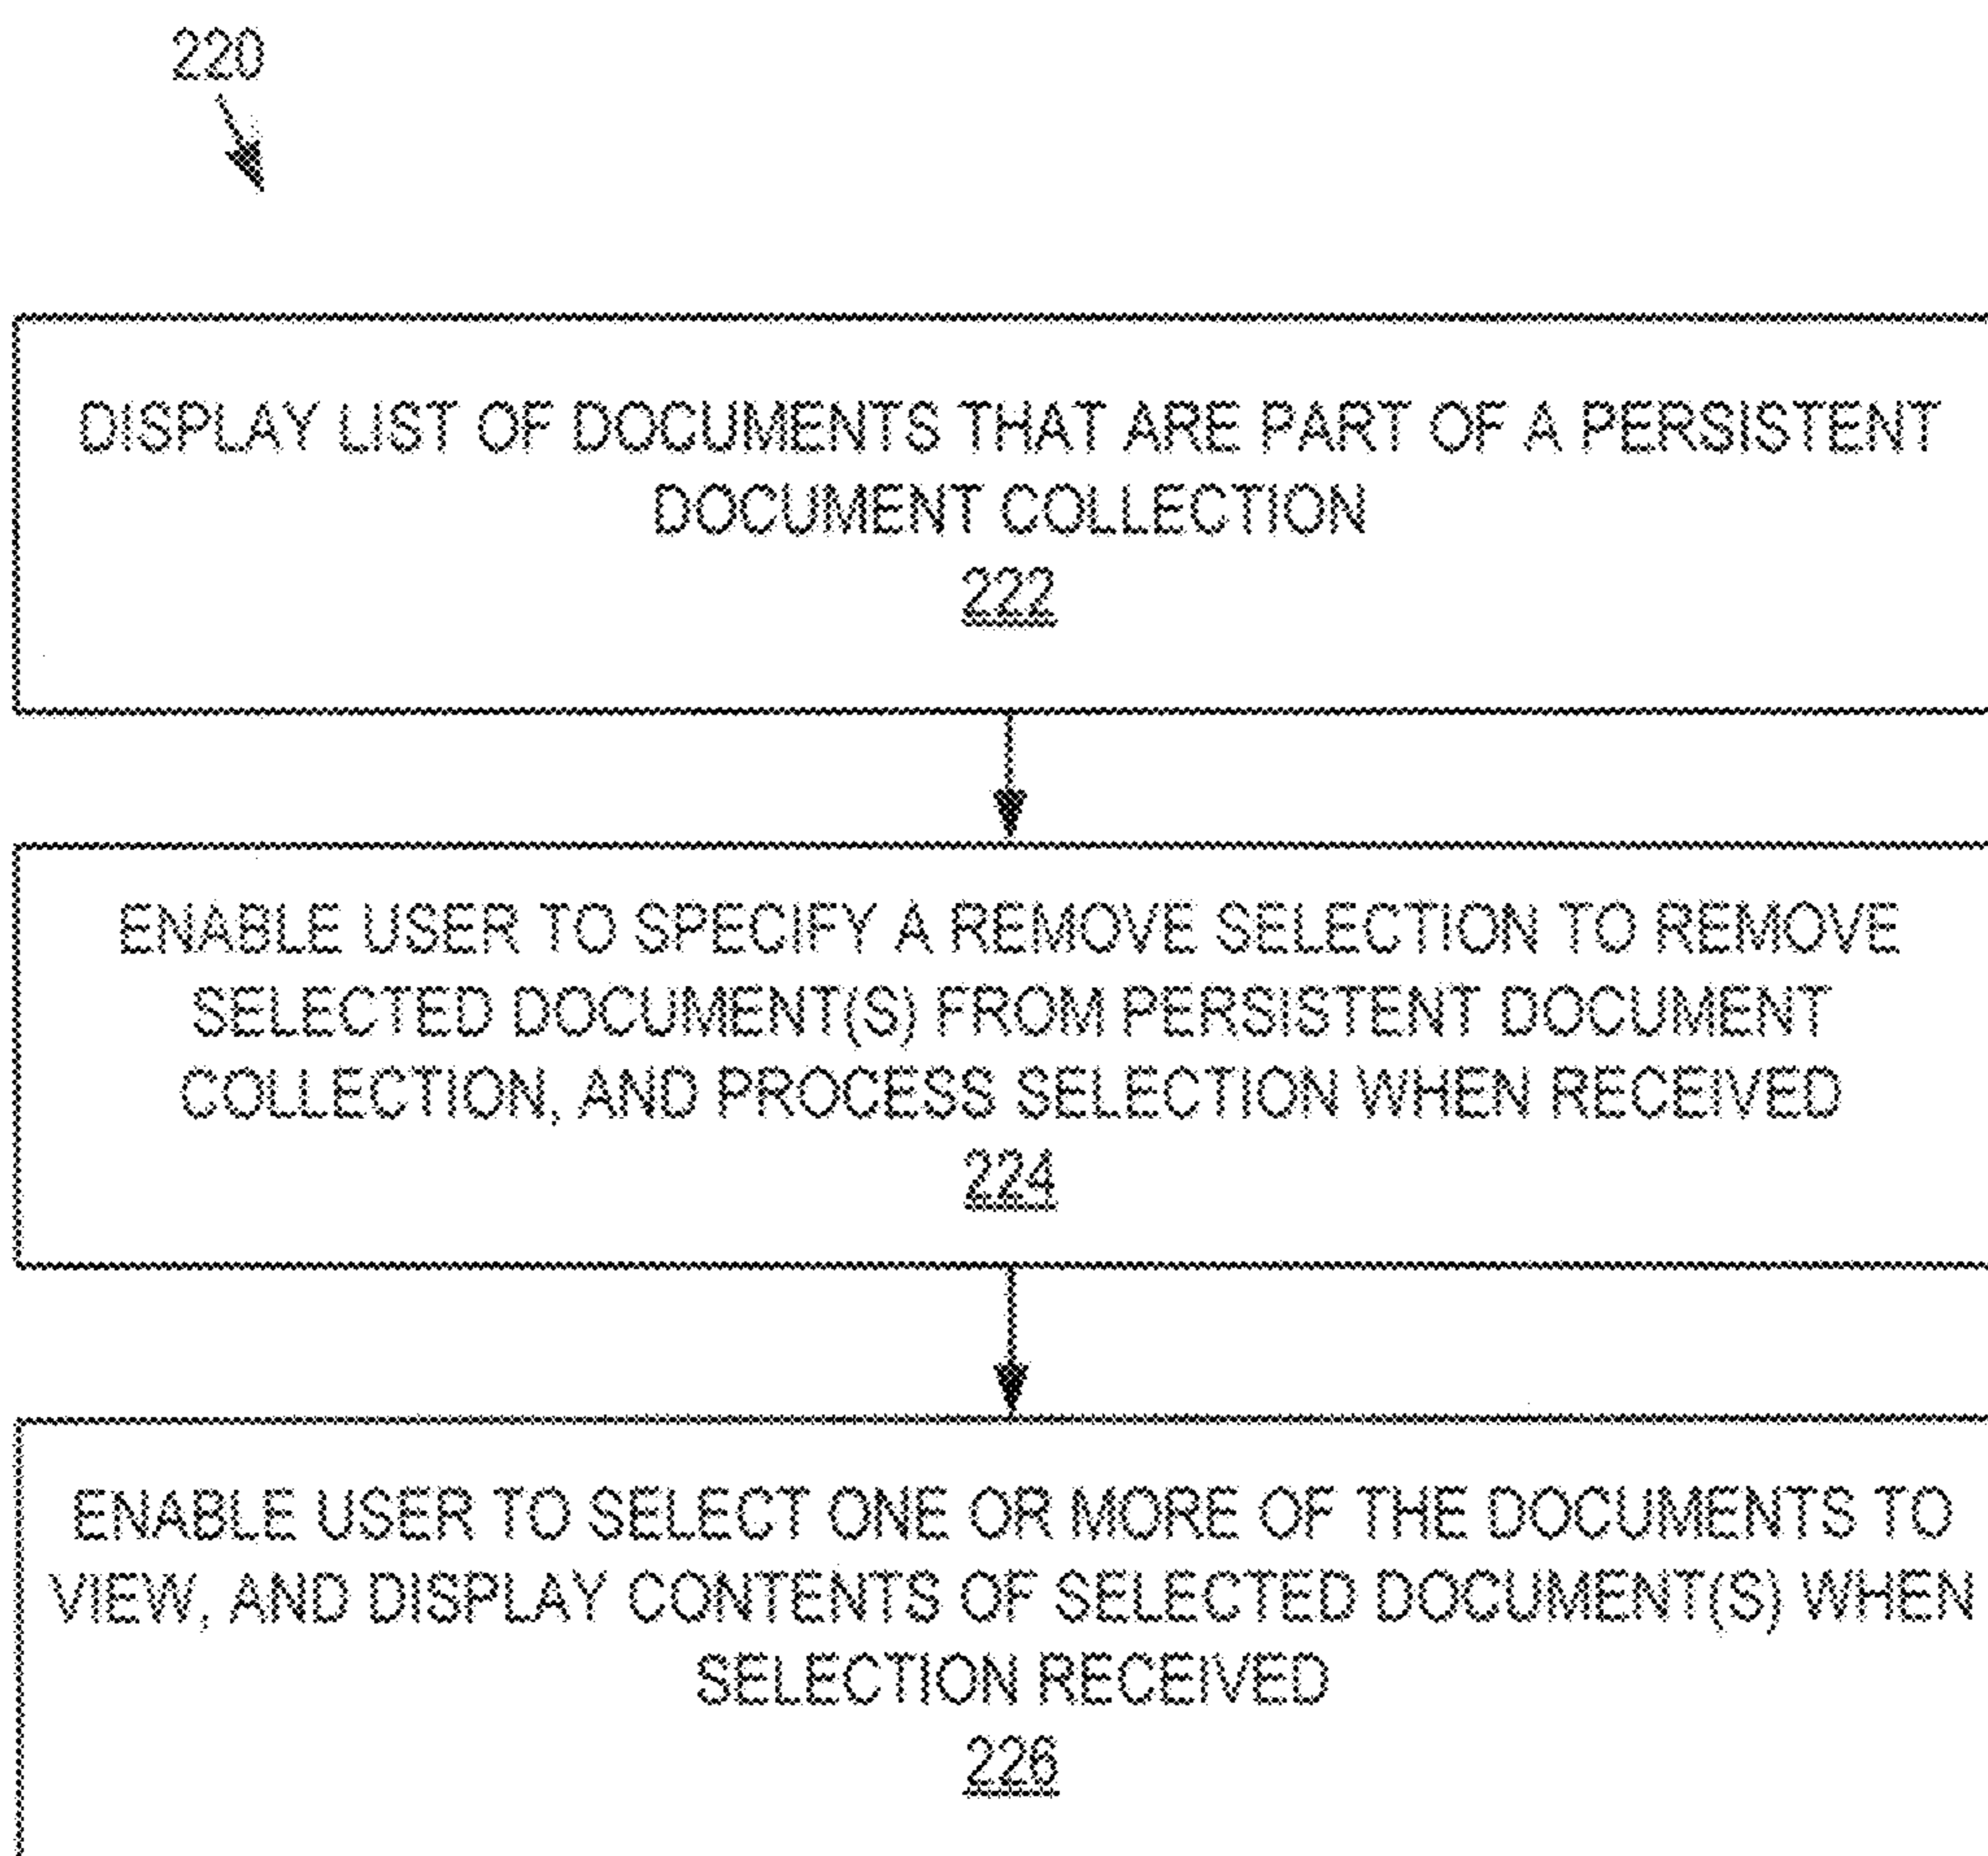 220
DISPLAY LIST OF DOCUMENTS THAT ARE PART OF A PERSISTENT
DOCUMENT COLLECTION
222
ENABLE USER TO SPECIFY A REMOVE SELECTION TO REMOVE
SELECTED DOCUMENT(S) FROM PERSISTENT DOCUMENT
COLLECTION, AND PROCESS SELECTION WHEN RECEIVED
224
ENABLE USER TO SELECT ONE OR MORE OF THE DOCUMENTS TO
VIEW, AND DISPLAY CONTENTS OF SELECTED DOCUMENT(S) WHEN
SELECTION RECEIVED
226